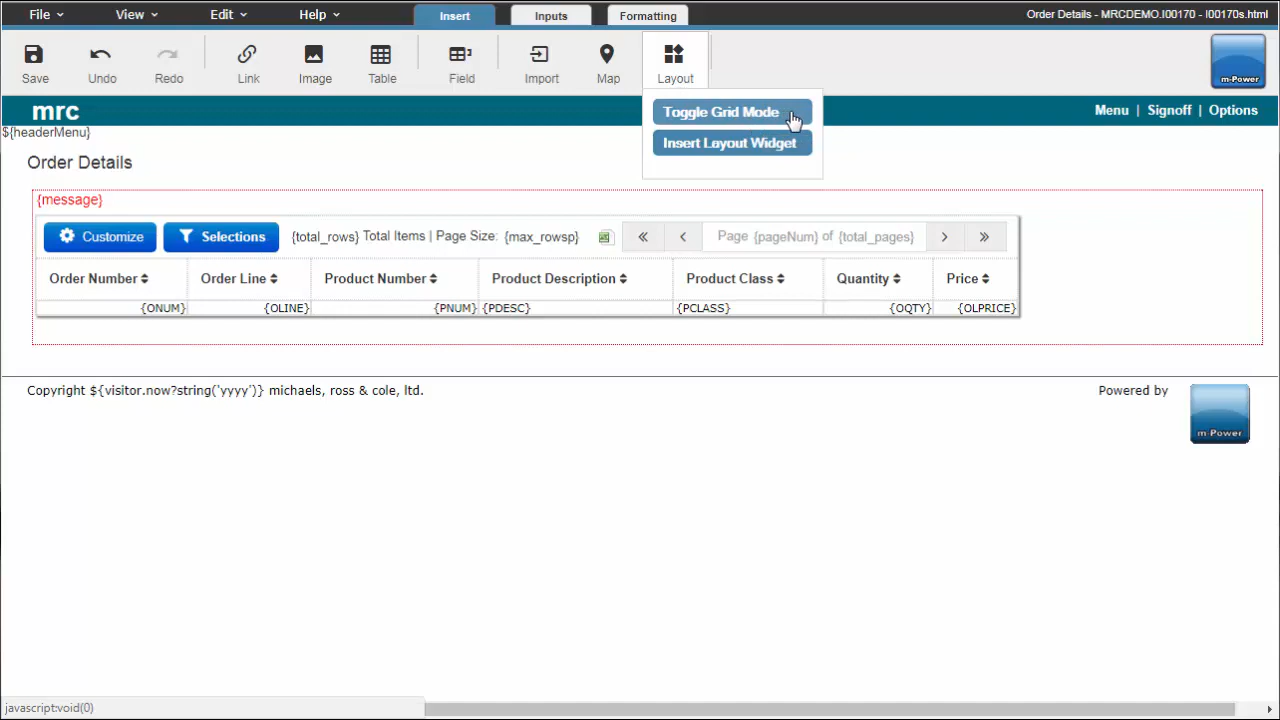 File View Edit Help Insert Inputs Formatting Order Details - MRCDEMO.I00170 - I00170s.html
Save Undo Redo Link Image Table Field Import Map Layout m-Power
mrc Menu | Signoff | Options
Toggle Grid Mode
Insert Layout Widget
${headerMenu}
Order Details
{message}
Customize Selections {total_rows} Total Items | Page Size: {max_rowsp} « ‹ Page {pageNum} of {total_pages} › »
Order Number Order Line Product Number Product Description Product Class Quantity Price
{ONUM} {OLINE} {PNUM} {PDESC} {PCLASS} {OQTY} {OLPRICE}
Copyright ${visitor.now?string('yyyy')} michaels, ross & cole, ltd. Powered by
m-Power
javascript:void(0)